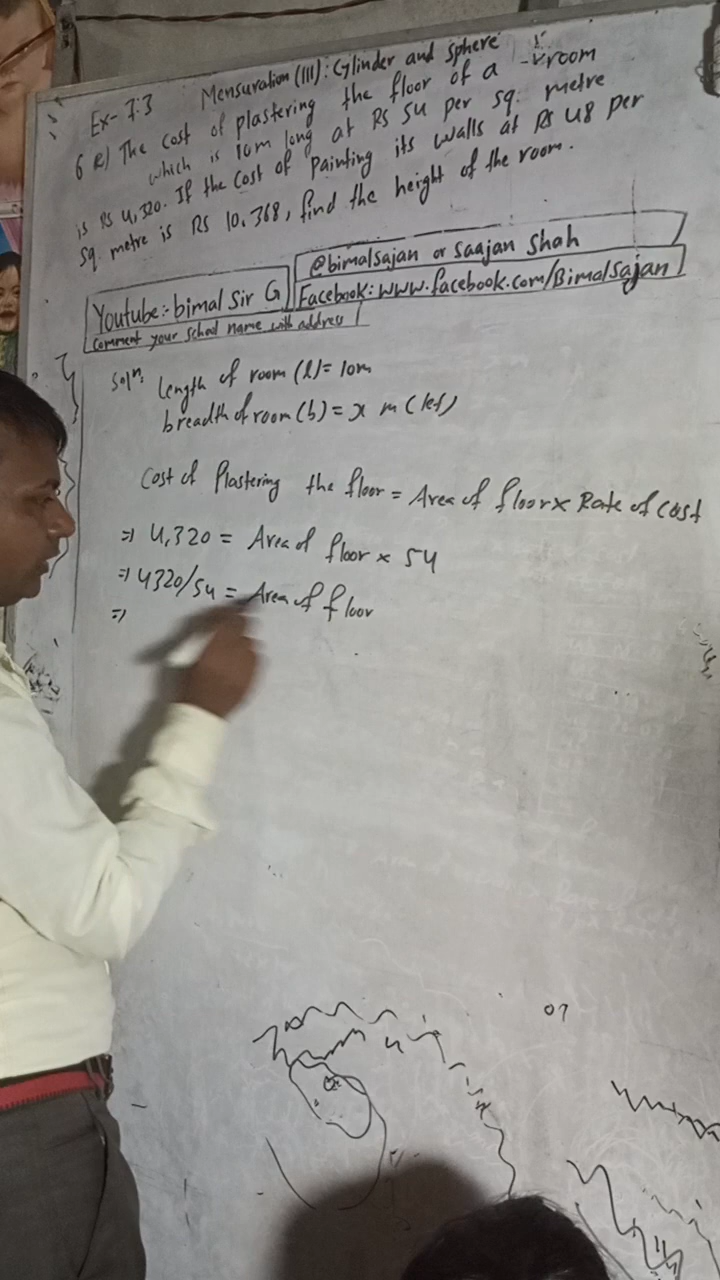 Ex- 7.3 Mensuration (III): Cylinder and sphere
6 e) The cost of plastering the floor of a room
which is 10m long at Rs 54 per sq. metre
is Rs 4,320. If the cost of painting its walls at Rs 48 per
sq. metre is Rs 10,368, find the height of the room.
Youtube:- bimal sir G
@bimalsajan or Saajan Shah
Facebook: www.facebook.com/Bimalsajan
comment your school name with address
Solⁿ: length of room (l) = 10m
breadth of room (b) = x m (let)
Cost of Plastering the floor = Area of floor × Rate of cost
⇒ 4,320 = Area of floor × 54
⇒ 4320/54 = Area of floor
⇒
07